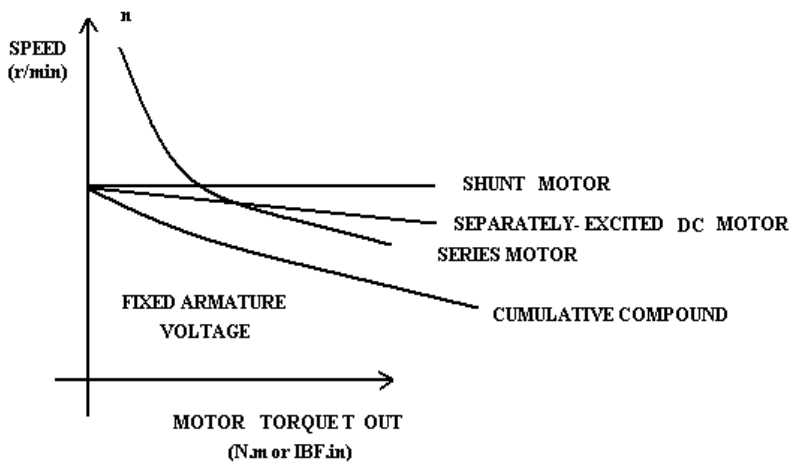 n
SPEED
(r/min)
SHUNT MOTOR
SEPARATELY- EXCITED DC MOTOR
SERIES MOTOR
FIXED ARMATURE
VOLTAGE
CUMULATIVE COMPOUND
MOTOR TORQUE T OUT
(N.m or IBF.in)